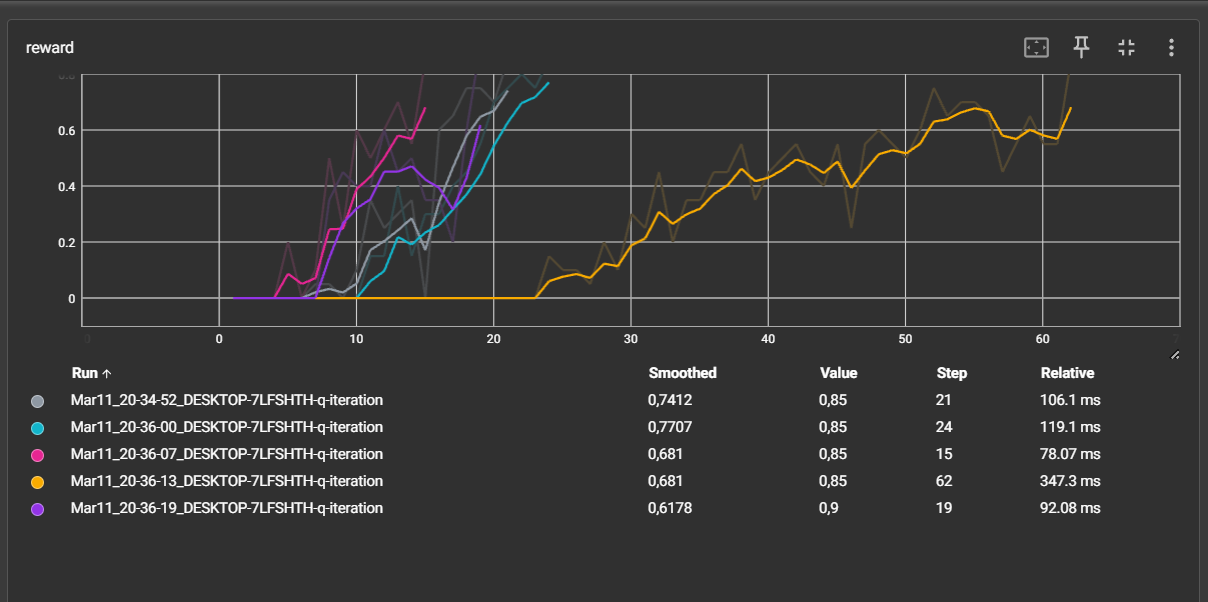 reward
0.8
0.6
0.4
0.2
0
0 10 20 30 40 50 60
Run ↑ Smoothed Value Step Relative
Mar11_20-34-52_DESKTOP-7LFSHTH-q-iteration 0,7412 0,85 21 106.1 ms
Mar11_20-36-00_DESKTOP-7LFSHTH-q-iteration 0,7707 0,85 24 119.1 ms
Mar11_20-36-07_DESKTOP-7LFSHTH-q-iteration 0,681 0,85 15 78.07 ms
Mar11_20-36-13_DESKTOP-7LFSHTH-q-iteration 0,681 0,85 62 347.3 ms
Mar11_20-36-19_DESKTOP-7LFSHTH-q-iteration 0,6178 0,9 19 92.08 ms